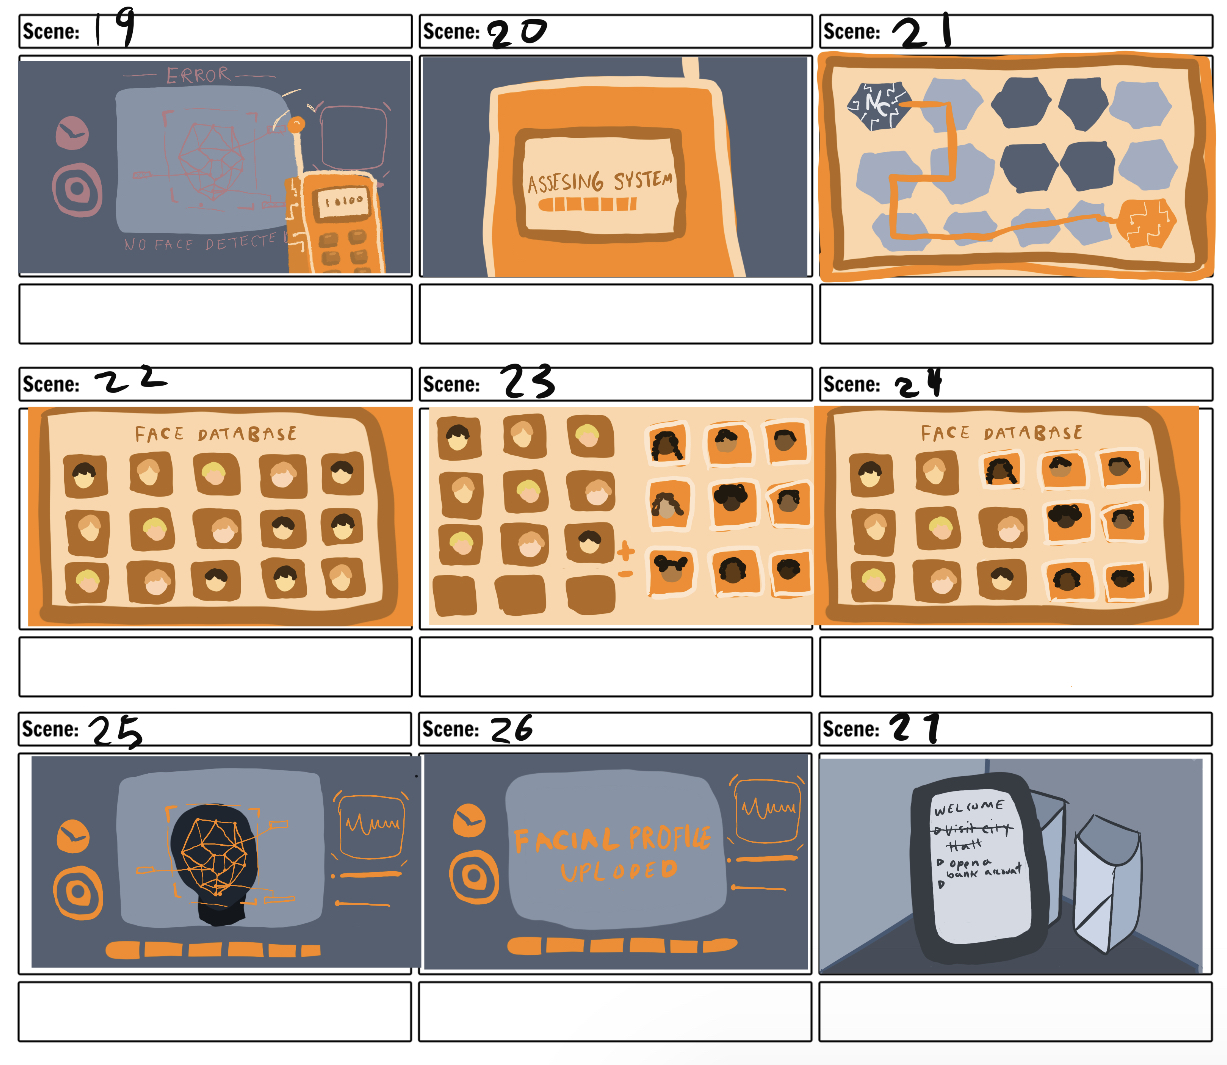 Scene: 19
Scene: 20
Scene: 21
ERROR
10100
NO FACE DETECTE
ASSESING SYSTEM
NC
Scene: 22
Scene: 23
Scene: 24
FACE DATABASE
+
FACE DATABASE
Scene: 25
Scene: 26
Scene: 27
FACIAL PROFILE
UPLODED
WELCOME
Visit city
Hall
open a
bank account